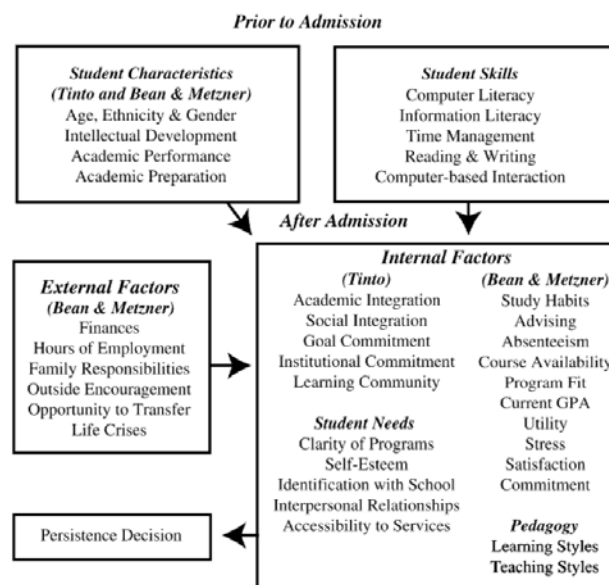 Prior to Admission
Student Characteristics
(Tinto and Bean & Metzner)
Age, Ethnicity & Gender
Intellectual Development
Academic Performance
Academic Preparation
Student Skills
Computer Literacy
Information Literacy
Time Management
Reading & Writing
Computer-based Interaction
After Admission
External Factors
(Bean & Metzner)
Finances
Hours of Employment
Family Responsibilities
Outside Encouragement
Opportunity to Transfer
Life Crises
Internal Factors
(Tinto)
Academic Integration
Social Integration
Goal Commitment
Institutional Commitment
Learning Community
Student Needs
Clarity of Programs
Self-Esteem
Identification with School
Interpersonal Relationships
Accessibility to Services
(Bean & Metzner)
Study Habits
Advising
Absenteeism
Course Availability
Program Fit
Current GPA
Utility
Stress
Satisfaction
Commitment
Pedagogy
Learning Styles
Teaching Styles
Persistence Decision